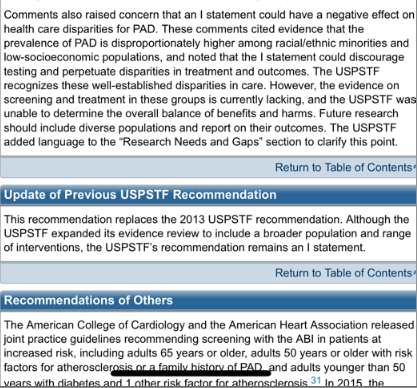 Comments also raised concern that an I statement could have a negative effect on
health care disparities for PAD. These comments cited evidence that the
prevalence of PAD is disproportionately higher among racial/ethnic minorities and
low-socioeconomic populations, and noted that the I statement could discourage
testing and perpetuate disparities in treatment and outcomes. The USPSTF
recognizes these well-established disparities in care. However, the evidence on
screening and treatment in these groups is currently lacking, and the USPSTF was
unable to determine the overall balance of benefits and harms. Future research
should include diverse populations and report on their outcomes. The USPSTF
added language to the “Research Needs and Gaps” section to clarify this point.
Return to Table of Contents
Update of Previous USPSTF Recommendation
This recommendation replaces the 2013 USPSTF recommendation. Although the
USPSTF expanded its evidence review to include a broader population and range
of interventions, the USPSTF’s recommendation remains an I statement.
Return to Table of Contents
Recommendations of Others
The American College of Cardiology and the American Heart Association released
joint practice guidelines recommending screening with the ABI in patients at
increased risk, including adults 65 years or older, adults 50 years or older with risk
factors for atherosclerosis or a family history of PAD, and adults younger than 50
years with diabetes and 1 other risk factor for atherosclerosis.31 In 2015, the